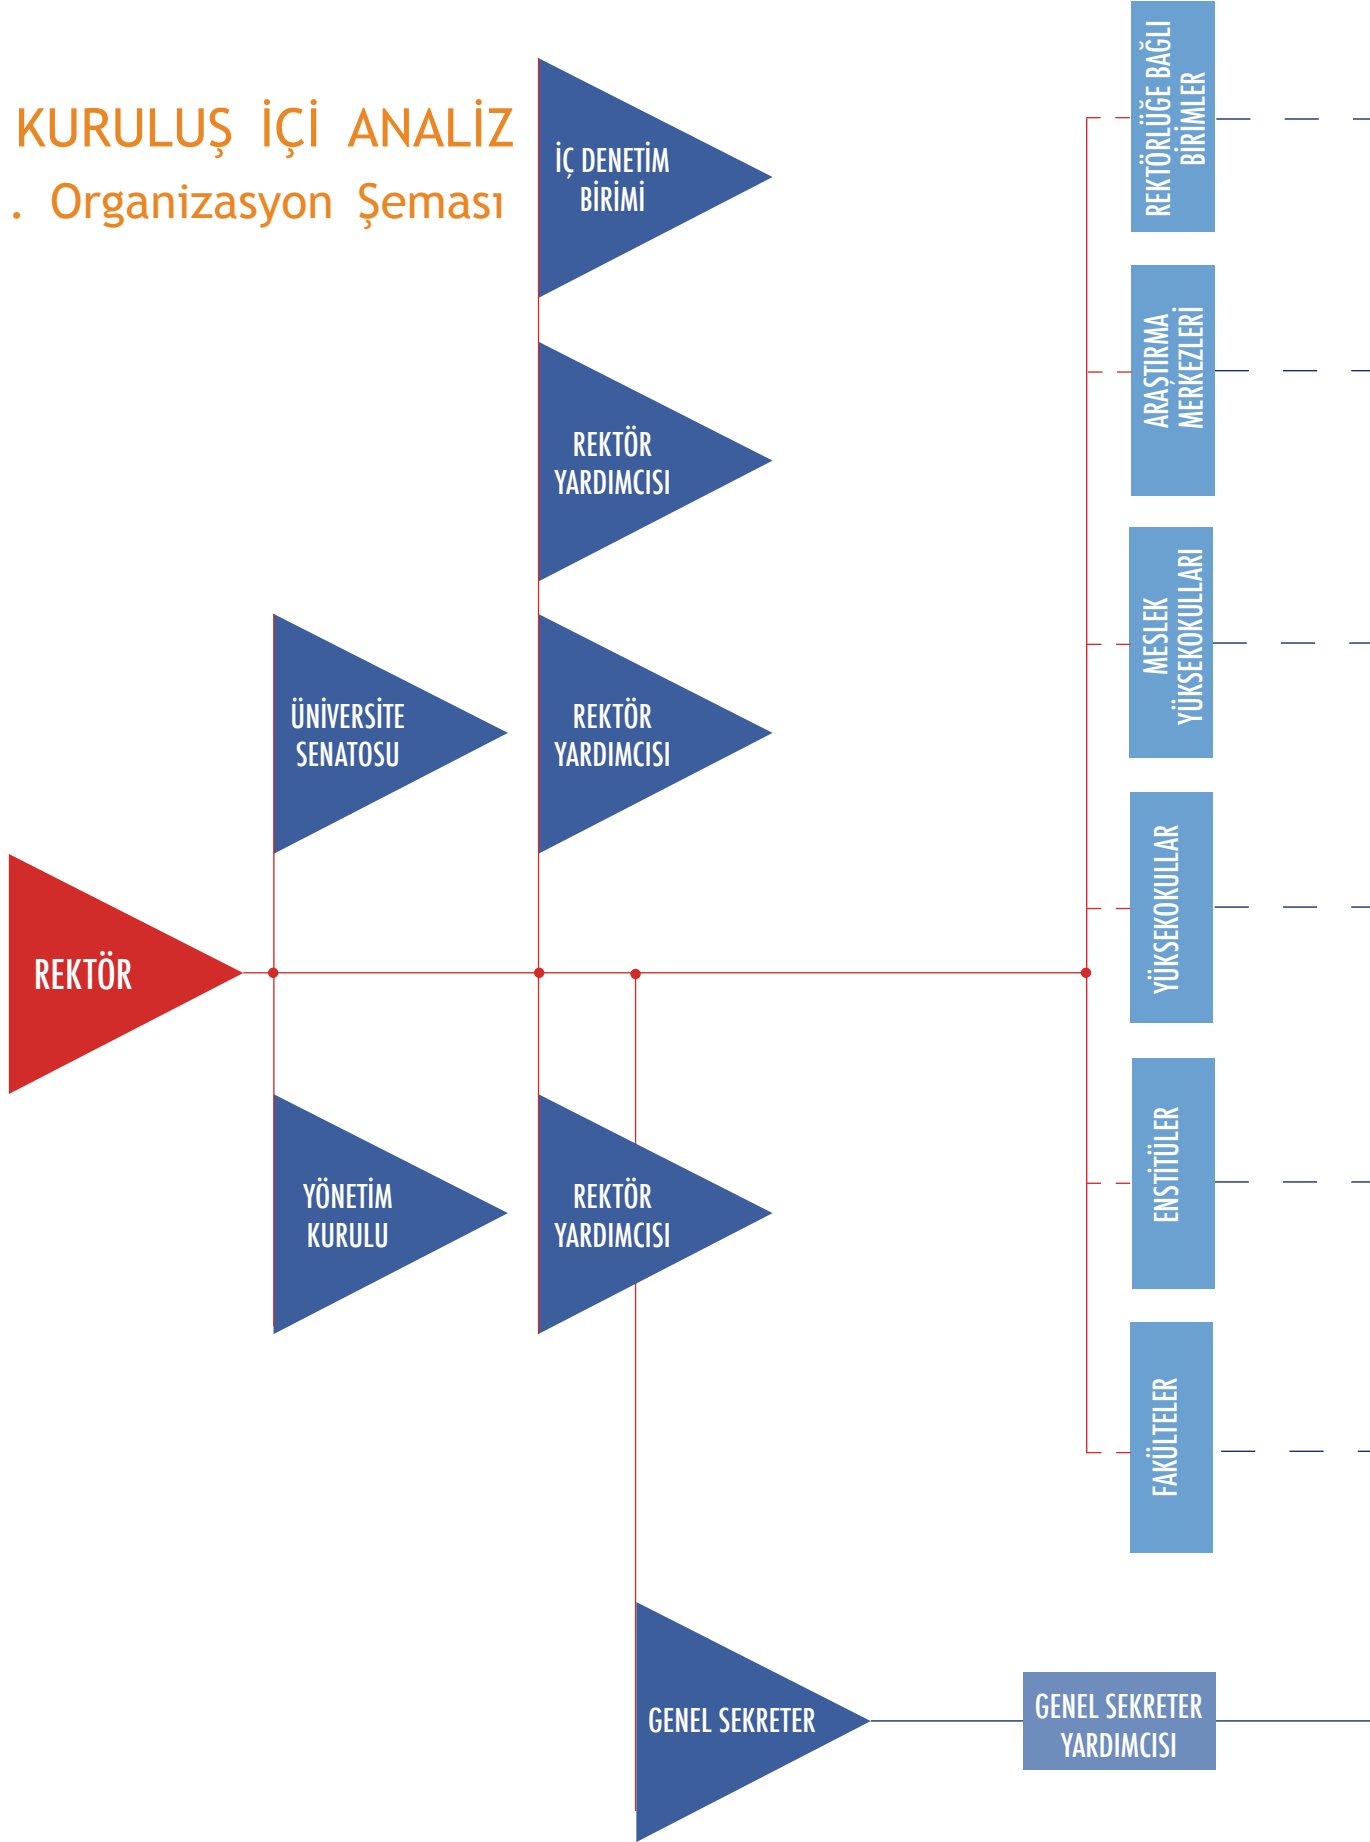 KURULUŞ İÇİ ANALİZ
. Organizasyon Şeması
İÇ DENETİM
BİRİMİ
REKTÖR
YARDIMCISI
ÜNİVERSİTE
SENATOSU
REKTÖR
YARDIMCISI
REKTÖR
YÖNETİM
KURULU
REKTÖR
YARDIMCISI
GENEL SEKRETER
GENEL SEKRETER
YARDIMCISI
REKTÖRLÜĞE BAĞLI
BİRİMLER
ARAŞTIRMA
MERKEZLERİ
MESLEK
YÜKSEKOKULLARI
YÜKSEKOKULLAR
ENSTİTÜLER
FAKÜLTELER